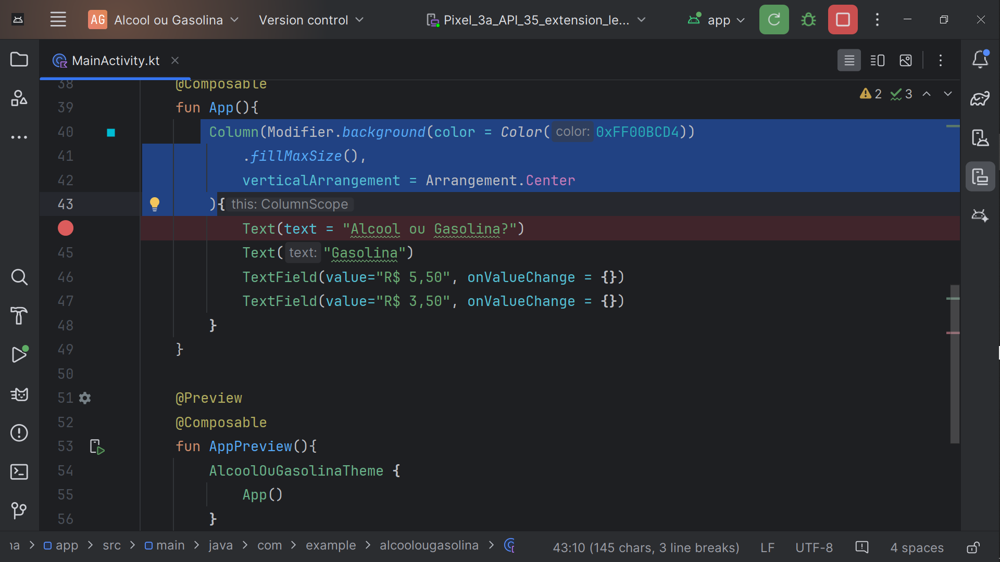 AG Alcool ou Gasolina Version control Pixel_3a_API_35_extension_le... app
MainActivity.kt
2 3
38 @Composable
39 fun App(){
40 Column(Modifier.background(color = Color( color: 0xFF00BCD4))
41 .fillMaxSize(),
42 verticalArrangement = Arrangement.Center
43 ){ this: ColumnScope
Text(text = "Alcool ou Gasolina?")
45 Text( text: "Gasolina")
46 TextField(value="R$ 5,50", onValueChange = {})
47 TextField(value="R$ 3,50", onValueChange = {})
48 }
49 }
50
51 @Preview
52 @Composable
53 fun AppPreview(){
54 AlcoolOuGasolinaTheme {
55 App()
56 }
na > app > src > main > java > com > example > alcoolougasolina > 43:10 (145 chars, 3 line breaks) LF UTF-8 4 spaces